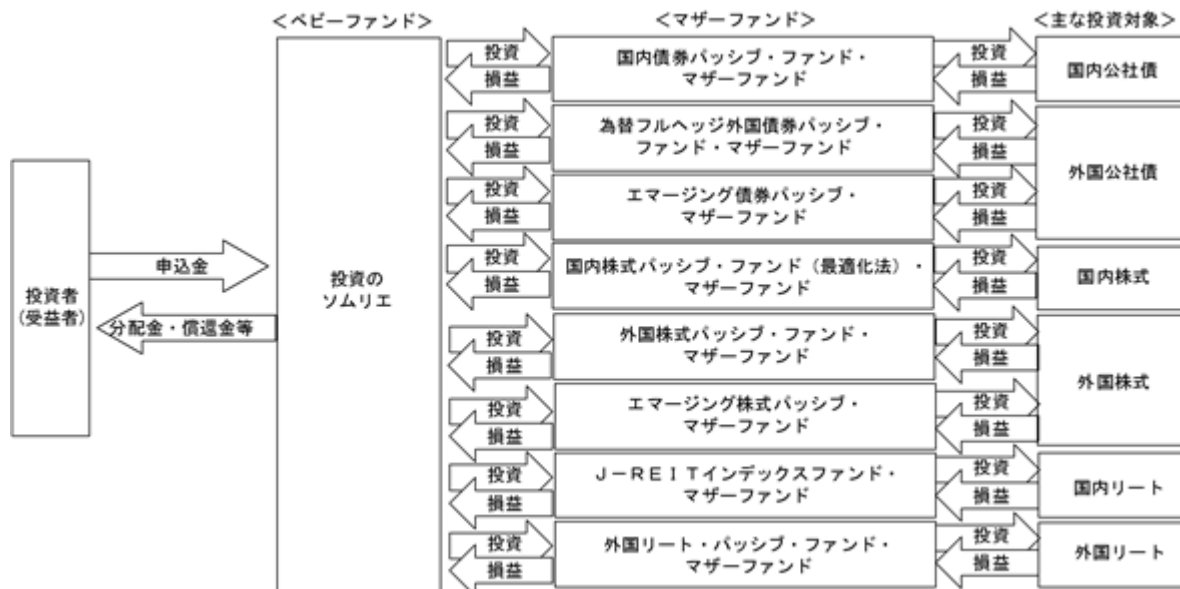 ＜ベビーファンド＞
＜マザーファンド＞
＜主な投資対象＞
投資者
(受益者)
申込金
分配金・償還金等
投資の
ソムリエ
投資
損益
国内債券パッシブ・ファンド・
マザーファンド
投資
損益
国内公社債
投資
損益
為替フルヘッジ外国債券パッシブ・
ファンド・マザーファンド
投資
損益
外国公社債
投資
損益
エマージング債券パッシブ・
マザーファンド
投資
損益
投資
損益
国内株式パッシブ・ファンド（最適化法）・
マザーファンド
投資
損益
国内株式
投資
損益
外国株式パッシブ・ファンド・
マザーファンド
投資
損益
外国株式
投資
損益
エマージング株式パッシブ・
マザーファンド
投資
損益
投資
損益
Ｊ－ＲＥＩＴインデックスファンド・
マザーファンド
投資
損益
国内リート
投資
損益
外国リート・パッシブ・ファンド・
マザーファンド
投資
損益
外国リート